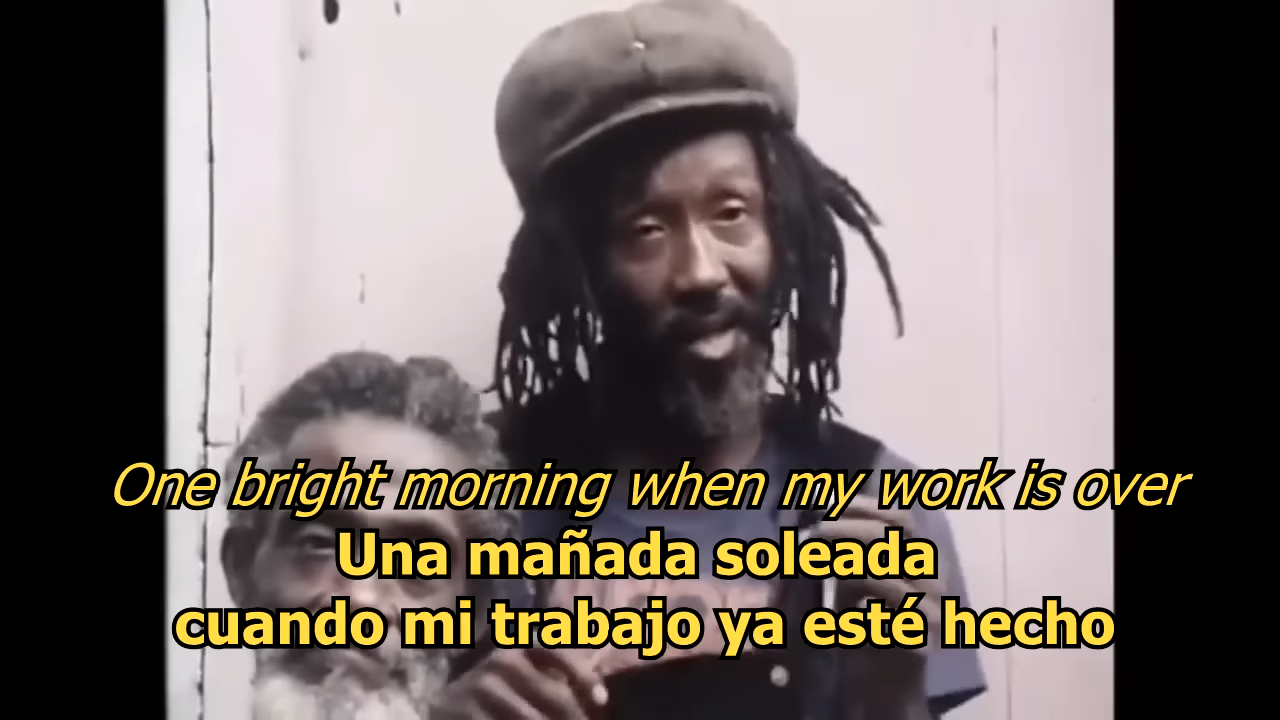 One bright morning when my work is over
Una mañada soleada
cuando mi trabajo ya esté hecho